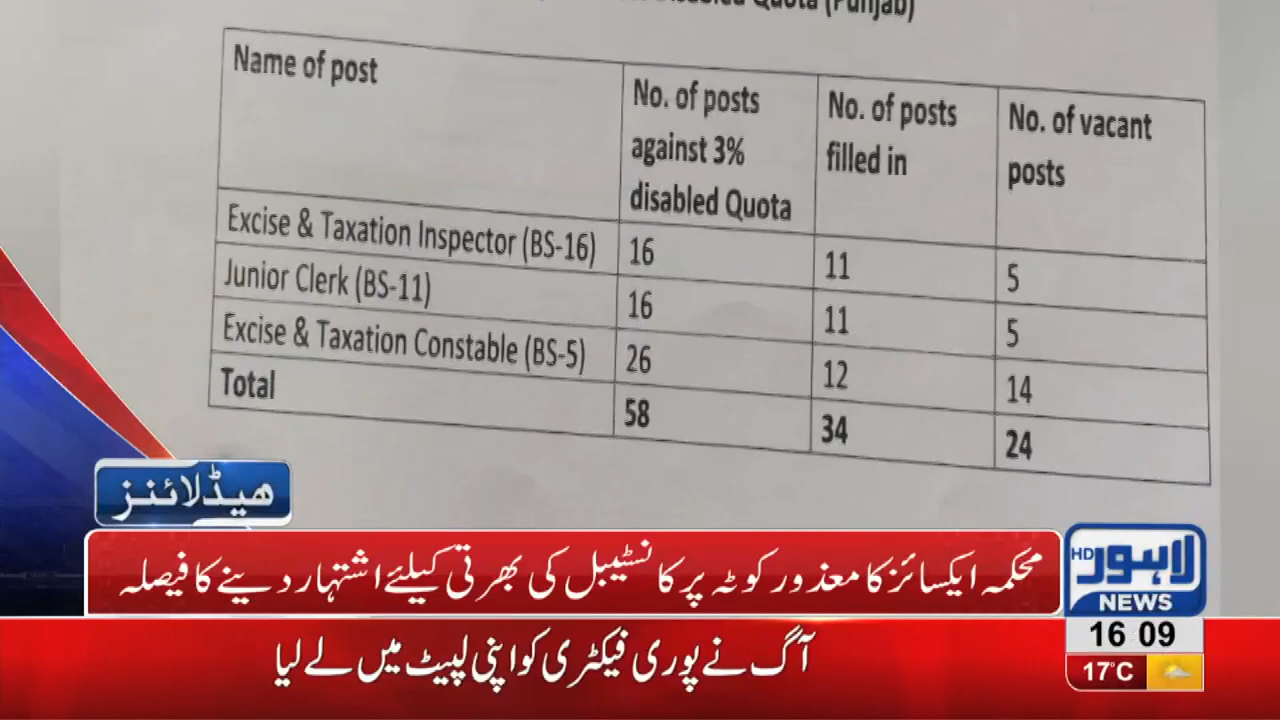 Disabled Quota (Punjab)
Name of post
No. of posts against 3% disabled Quota
No. of posts filled in
No. of vacant posts
Excise & Taxation Inspector (BS-16) 16 11 5
Junior Clerk (BS-11) 16 11 5
Excise & Taxation Constable (BS-5) 26 12 14
Total 58 34 24
ہیڈلائنز
محکمہ ایکسائز کا معذور کوٹہ پر کانسٹیبل کی بھرتی کیلئے اشتہار دینے کا فیصلہ
لاہور HD
NEWS
آگ نے پوری فیکٹری کو اپنی لپیٹ میں لے لیا
16 09
17°C